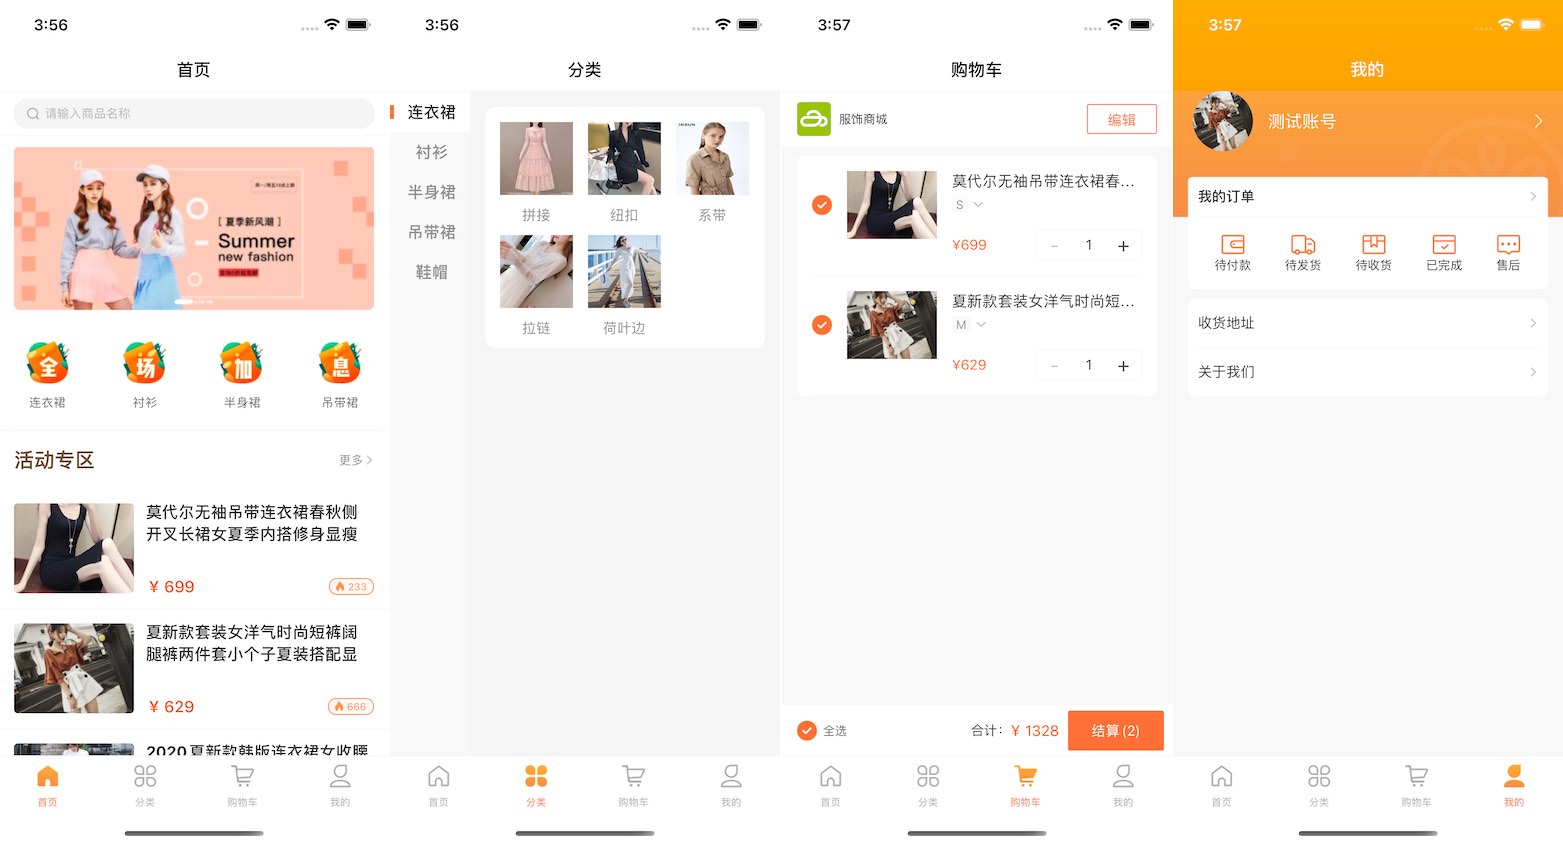 3:56
首页
请输入商品名称
[ 夏季新风潮 ]
Summer
new fashion
全
场
加
息
连衣裙
衬衫
半身裙
吊带裙
活动专区
更多
莫代尔无袖吊带连衣裙春秋侧
开叉长裙女夏季内搭修身显瘦
¥ 699
233
夏新款套装女洋气时尚短裤阔
腿裤两件套小个子夏装搭配显
¥ 629
666
2020夏新款韩版连衣裙女收腰
首页
分类
购物车
我的
3:56
分类
连衣裙
衬衫
半身裙
吊带裙
鞋帽
拼接
纽扣
系带
拉链
荷叶边
首页
分类
购物车
我的
3:57
购物车
服饰商城
编辑
莫代尔无袖吊带连衣裙春...
S
¥699
- 1 +
夏新款套装女洋气时尚短...
M
¥629
- 1 +
全选
合计：¥ 1328
结算(2)
首页
分类
购物车
我的
3:57
我的
测试账号
我的订单
待付款
待发货
待收货
已完成
售后
收货地址
关于我们
首页
分类
购物车
我的